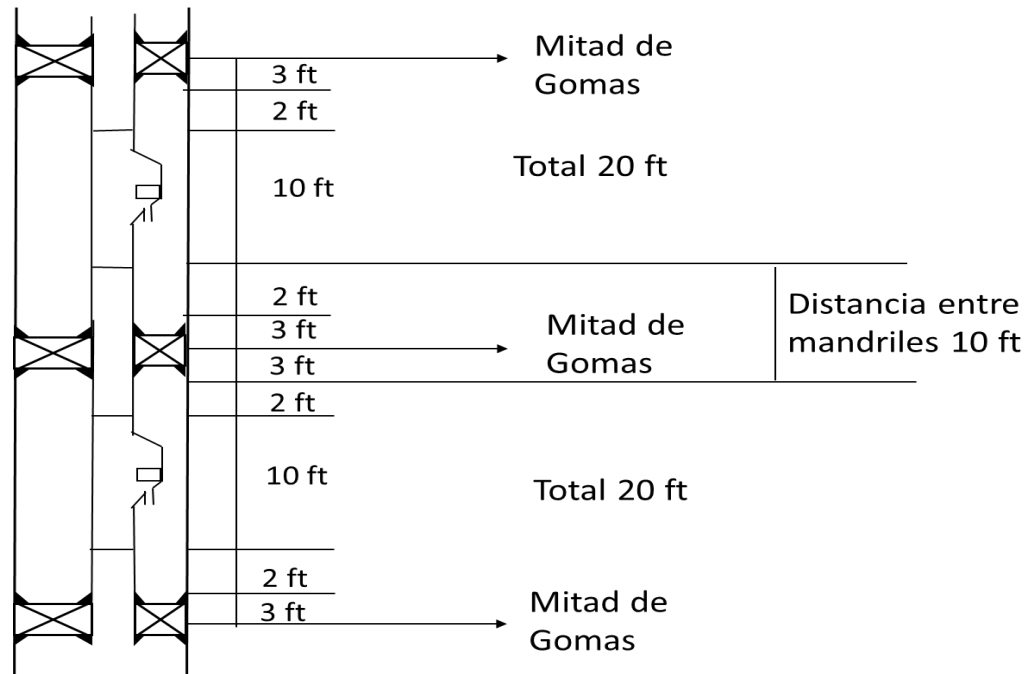 Mitad de
Gomas
3 ft
2 ft
Total 20 ft
10 ft
2 ft
Distancia entre
mandriles 10 ft
3 ft
Mitad de
Gomas
3 ft
2 ft
10 ft
Total 20 ft
2 ft
3 ft
Mitad de
Gomas